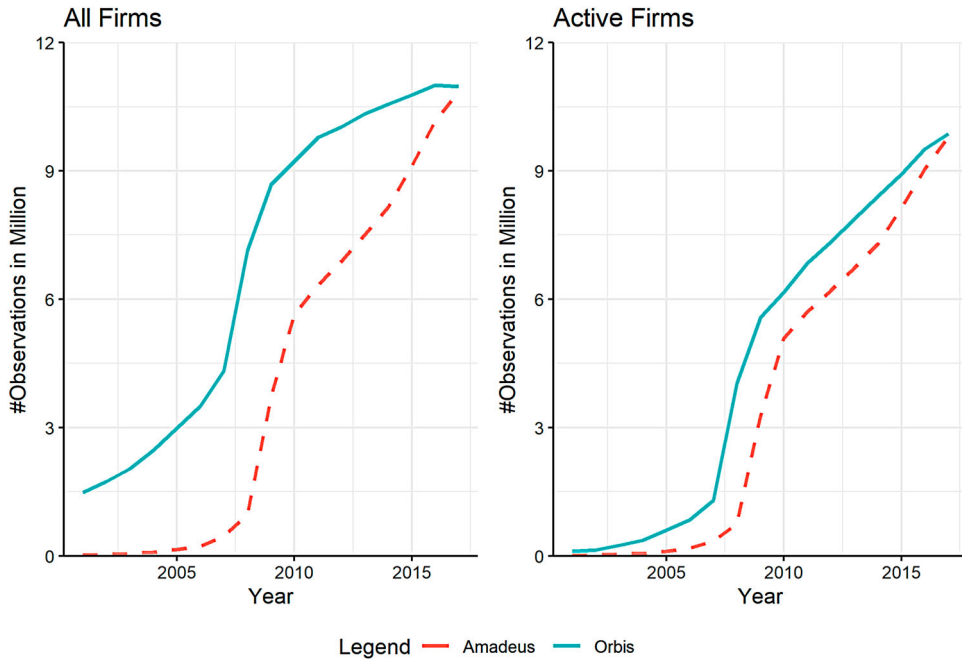 All Firms
12
9
6
3
0
#Observations in Million
2005
2010
2015
Year
Active Firms
12
9
6
3
0
#Observations in Million
2005
2010
2015
Year
Legend Amadeus Orbis